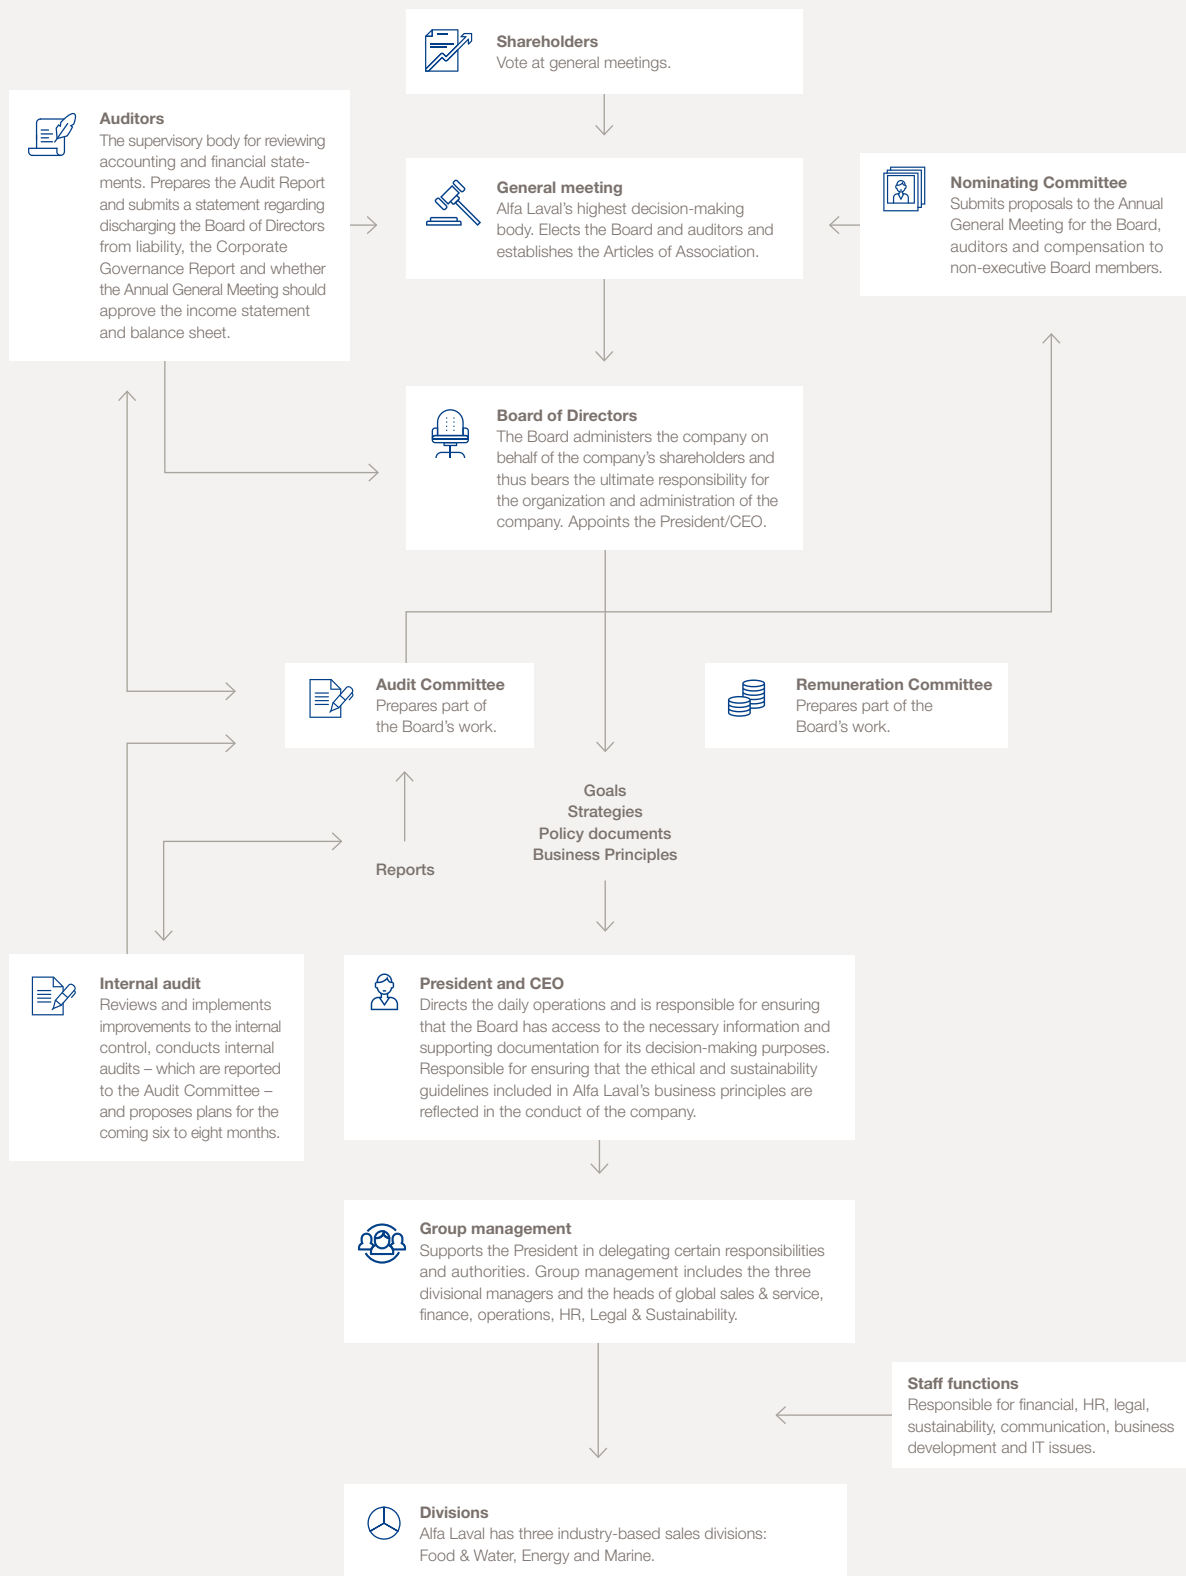 Shareholders
Vote at general meetings.
Auditors
The supervisory body for reviewing
accounting and financial state-
ments. Prepares the Audit Report
and submits a statement regarding
discharging the Board of Directors
from liability, the Corporate
Governance Report and whether
the Annual General Meeting should
approve the income statement
and balance sheet.
General meeting
Alfa Laval’s highest decision-making
body. Elects the Board and auditors and
establishes the Articles of Association.
Nominating Committee
Submits proposals to the Annual
General Meeting for the Board,
auditors and compensation to
non-executive Board members.
Board of Directors
The Board administers the company on
behalf of the company’s shareholders and
thus bears the ultimate responsibility for
the organization and administration of the
company. Appoints the President/CEO.
Audit Committee
Prepares part of
the Board’s work.
Remuneration Committee
Prepares part of the
Board’s work.
Goals
Strategies
Policy documents
Business Principles
Reports
Internal audit
Reviews and implements
improvements to the internal
control, conducts internal
audits – which are reported
to the Audit Committee –
and proposes plans for the
coming six to eight months.
President and CEO
Directs the daily operations and is responsible for ensuring
that the Board has access to the necessary information and
supporting documentation for its decision-making purposes.
Responsible for ensuring that the ethical and sustainability
guidelines included in Alfa Laval’s business principles are
reflected in the conduct of the company.
Group management
Supports the President in delegating certain responsibilities
and authorities. Group management includes the three
divisional managers and the heads of global sales & service,
finance, operations, HR, Legal & Sustainability.
Staff functions
Responsible for financial, HR, legal,
sustainability, communication, business
development and IT issues.
Divisions
Alfa Laval has three industry-based sales divisions:
Food & Water, Energy and Marine.